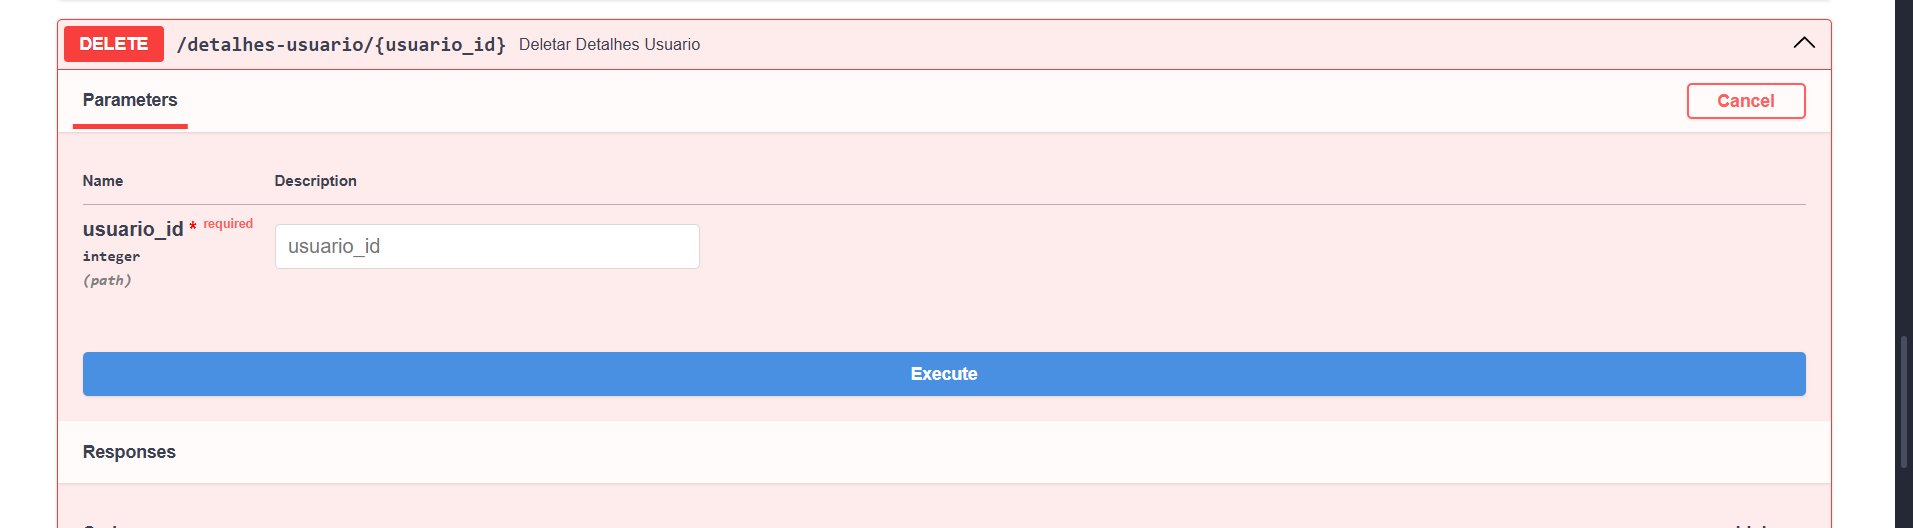 DELETE /detalhes-usuario/{usuario_id} Deletar Detalhes Usuario
Parameters
Cancel
Name Description
usuario_id * required
integer
(path)
usuario_id
Execute
Responses